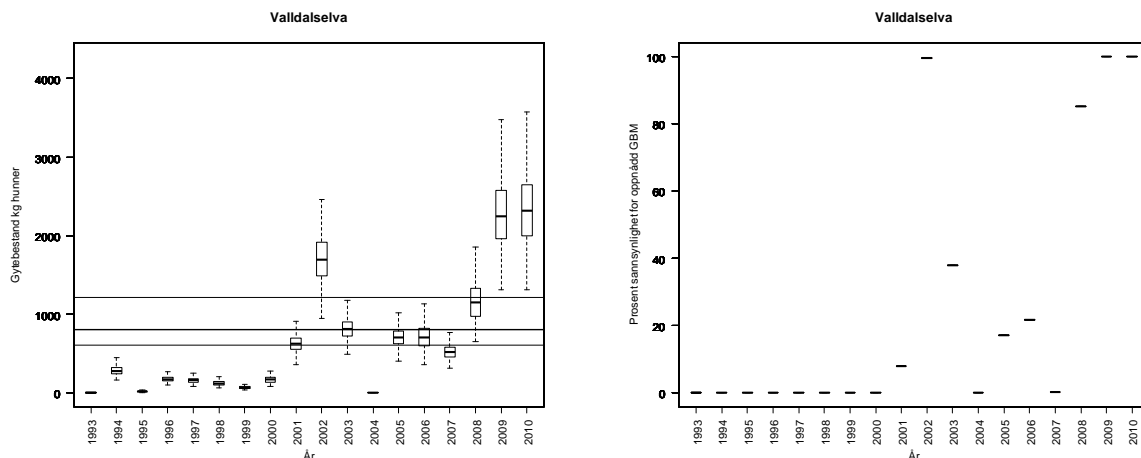 Valldalselva
Gytebestand kg hunner
4000
3000
2000
1000
0
1993 1994 1995 1996 1997 1998 1999 2000 2001 2002 2003 2004 2005 2006 2007 2008 2009 2010
År
Valldalselva
Prosent sannsynlighet for oppnådd GBM
100
80
60
40
20
0
1993 1994 1995 1996 1997 1998 1999 2000 2001 2002 2003 2004 2005 2006 2007 2008 2009 2010
År